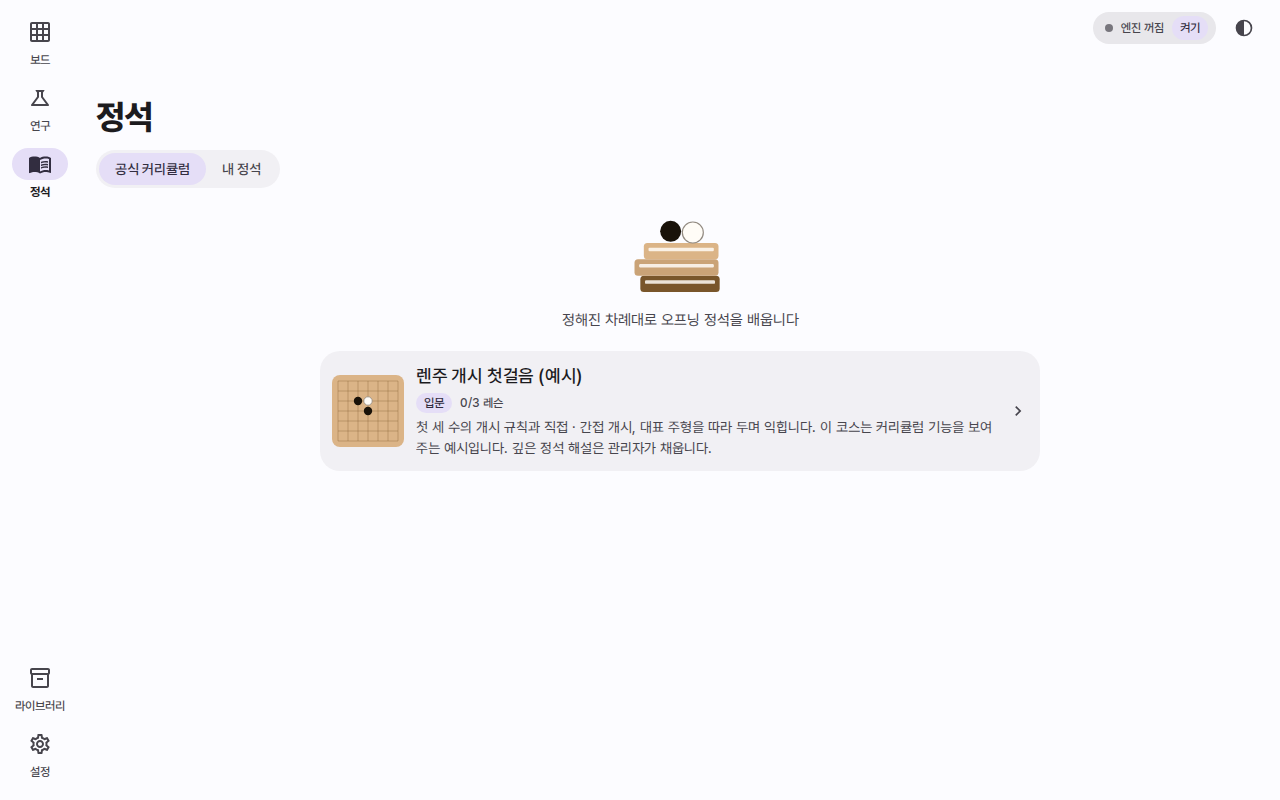 보드
연구
정석
라이브러리
설정
엔진 꺼짐
켜기
정석
공식 커리큘럼
내 정석
정해진 차례대로 오프닝 정석을 배웁니다
렌주 개시 첫걸음 (예시)
입문 0/3 레슨
첫 세 수의 개시 규칙과 직접 · 간접 개시, 대표 주형을 따라 두며 익힙니다. 이 코스는 커리큘럼 기능을 보여
주는 예시입니다. 깊은 정석 해설은 관리자가 채웁니다.